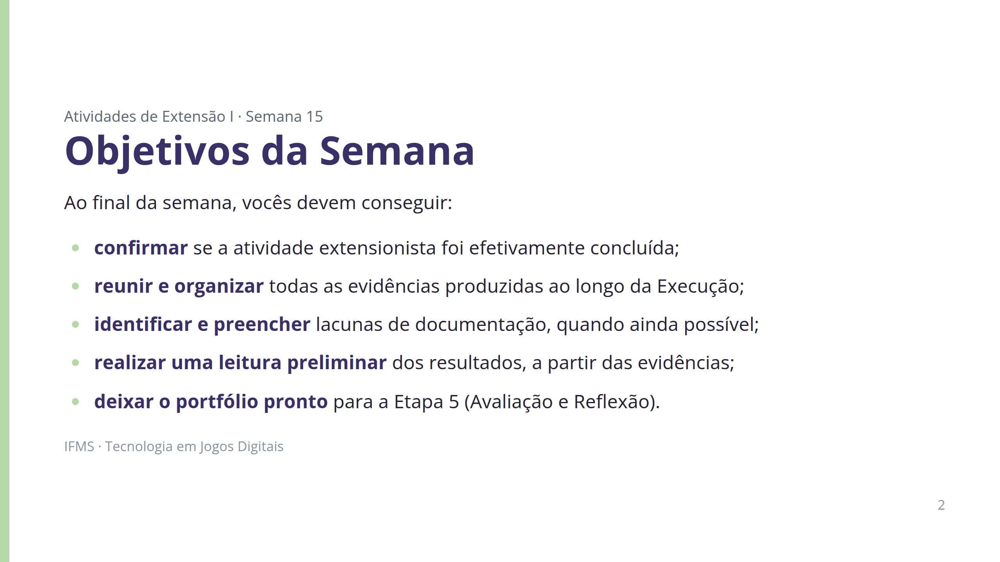 Atividades de Extensão I · Semana 15
Objetivos da Semana
Ao final da semana, vocês devem conseguir:
confirmar se a atividade extensionista foi efetivamente concluída;
reunir e organizar todas as evidências produzidas ao longo da Execução;
identificar e preencher lacunas de documentação, quando ainda possível;
realizar uma leitura preliminar dos resultados, a partir das evidências;
deixar o portfólio pronto para a Etapa 5 (Avaliação e Reflexão).
IFMS · Tecnologia em Jogos Digitais
2